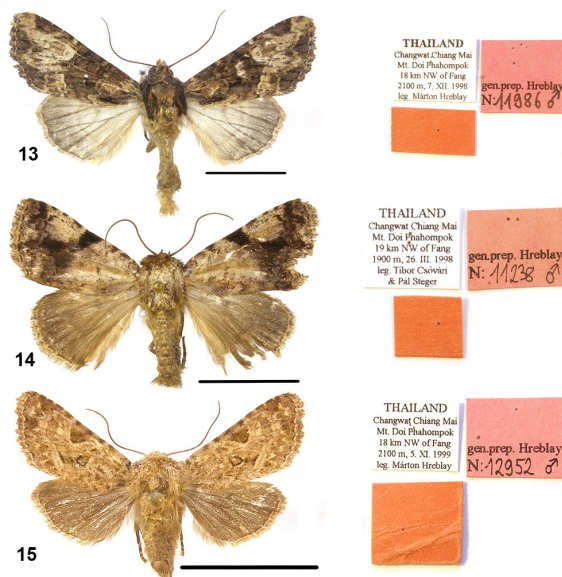 13
THAILAND
Changwat Chiang Mai
Mt. Doi Phahompok
18 km NW of Fang
2100 m, 7. XII. 1998
leg. Márton Hreblay
gen.prep. Hreblay
N: 11986 ♂
14
THAILAND
Changwat Chiang Mai
Mt. Doi Phahompok
19 km NW of Fang
1900 m, 26. III. 1998
leg. Tibor Csővári
& Pál Steger
gen.prep. Hreblay
N: 11238 ♂
15
THAILAND
Changwat Chiang Mai
Mt. Doi Phahompok
18 km NW of Fang
2100 m, 5. XI. 1999
leg. Márton Hreblay
gen.prep. Hreblay
N: 12952 ♂